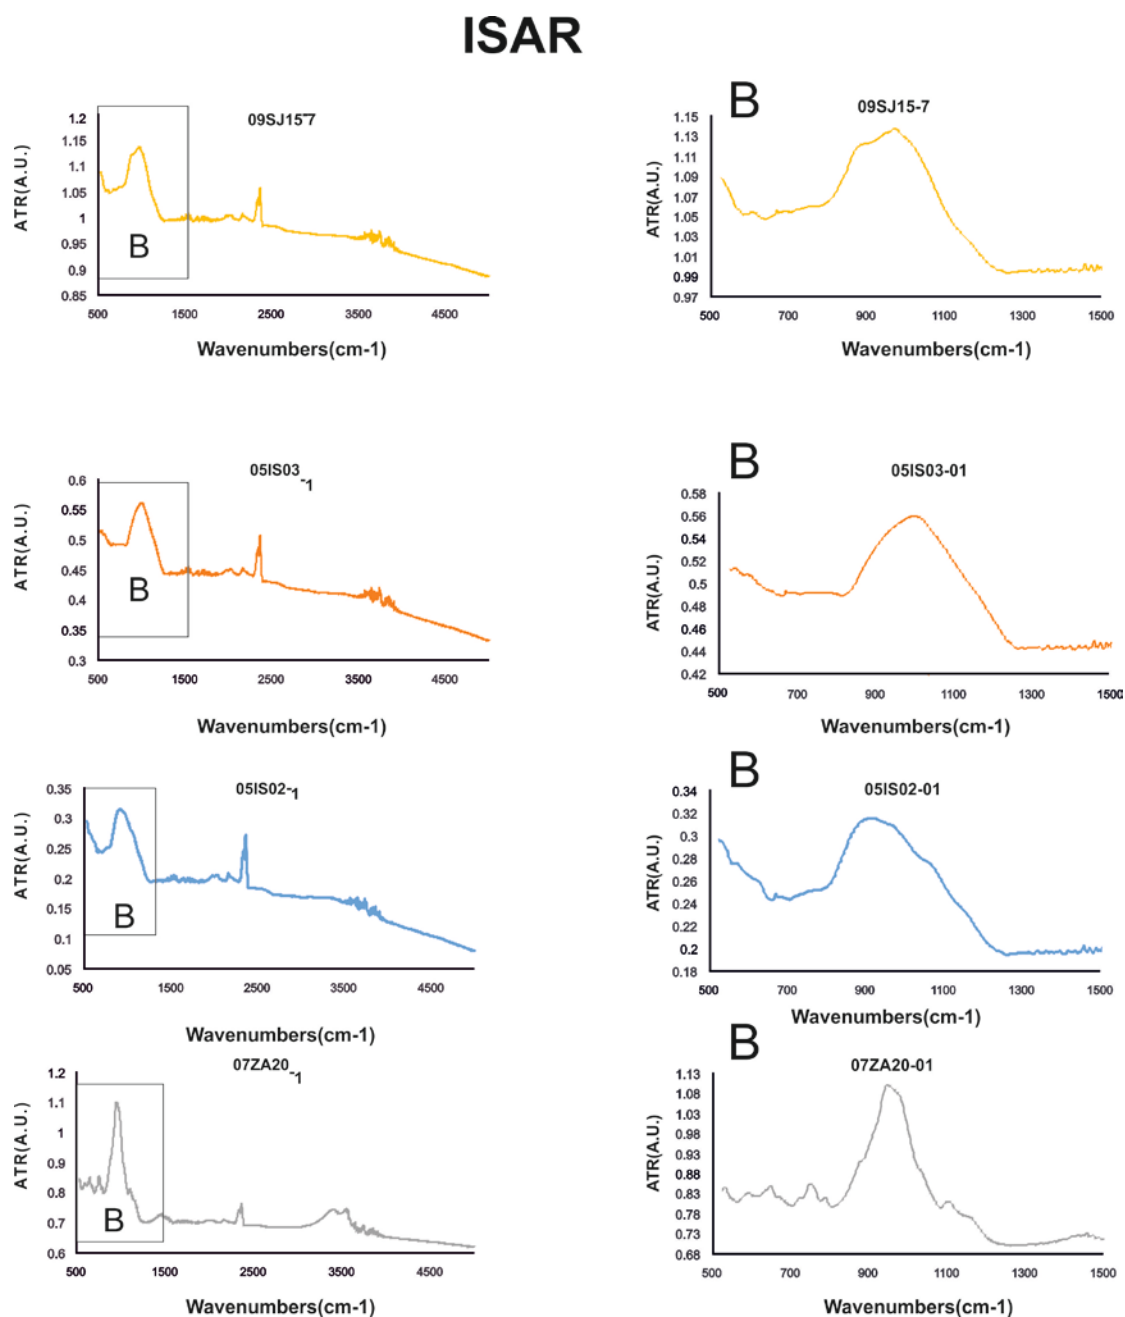 ISAR
09SJ15-7
ATR(A.U.)
1.2
1.15
1.1
1.05
1
0.95
0.9
0.85
B
500 1500 2500 3500 4500
Wavenumbers(cm-1)
B
09SJ15-7
ATR(A.U.)
1.15
1.13
1.11
1.09
1.07
1.05
1.03
1.01
0.99
0.97
500 700 900 1100 1300 1500
Wavenumbers(cm-1)
05IS03-1
ATR(A.U.)
0.6
0.55
0.5
0.45
0.4
0.35
0.3
B
500 1500 2500 3500 4500
Wavenumbers(cm-1)
B
05IS03-01
ATR(A.U.)
0.58
0.56
0.54
0.52
0.5
0.48
0.46
0.44
0.42
500 700 900 1100 1300 1500
Wavenumbers(cm-1)
05IS02-1
ATR(A.U.)
0.35
0.3
0.25
0.2
0.15
0.1
0.05
B
500 1500 2500 3500 4500
Wavenumbers(cm-1)
B
05IS02-01
ATR(A.U.)
0.34
0.3
0.28
0.26
0.24
0.22
0.2
0.18
500 700 900 1100 1300 1500
Wavenumbers(cm-1)
07ZA20-1
ATR(A.U.)
1.2
1.1
1
0.9
0.8
0.7
0.6
B
500 1500 2500 3500 4500
Wavenumbers(cm-1)
B
07ZA20-01
ATR(A.U.)
1.13
1.08
1.03
0.98
0.93
0.88
0.83
0.78
0.73
0.68
500 700 900 1100 1300 1500
Wavenumbers(cm-1)